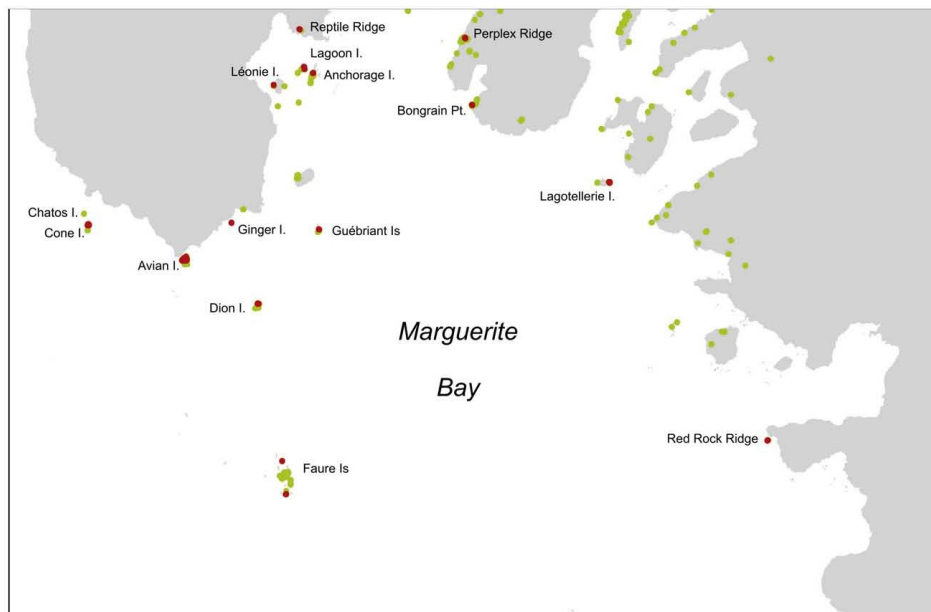 Reptile Ridge
Perplex Ridge
Lagoon I.
Léonie I.
Anchorage I.
Bongrain Pt.
Lagotellerie I.
Chatos I.
Cone I.
Ginger I.
Guébriant Is
Avian I.
Dion I.
Marguerite
Bay
Red Rock Ridge
Faure Is